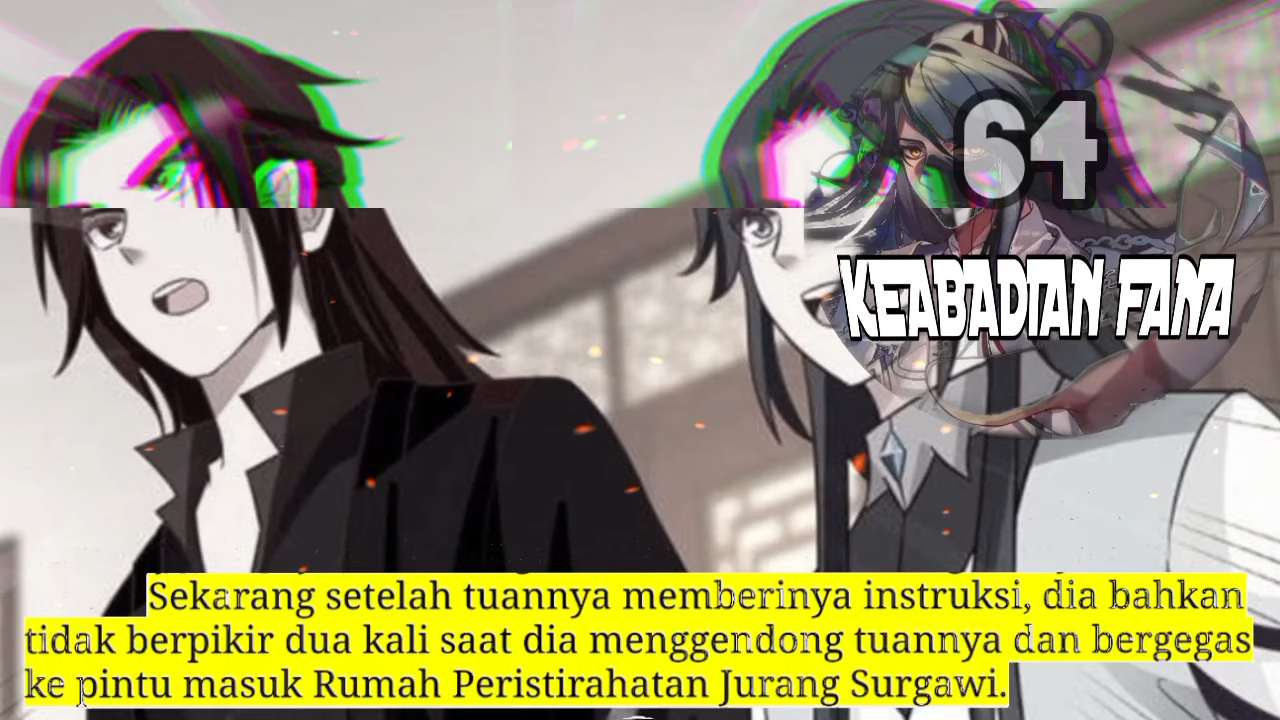 64
KEABADIAN FANA
Sekarang setelah tuannya memberinya instruksi, dia bahkan
tidak berpikir dua kali saat dia menggendong tuannya dan bergegas
ke pintu masuk Rumah Peristirahatan Jurang Surgawi.